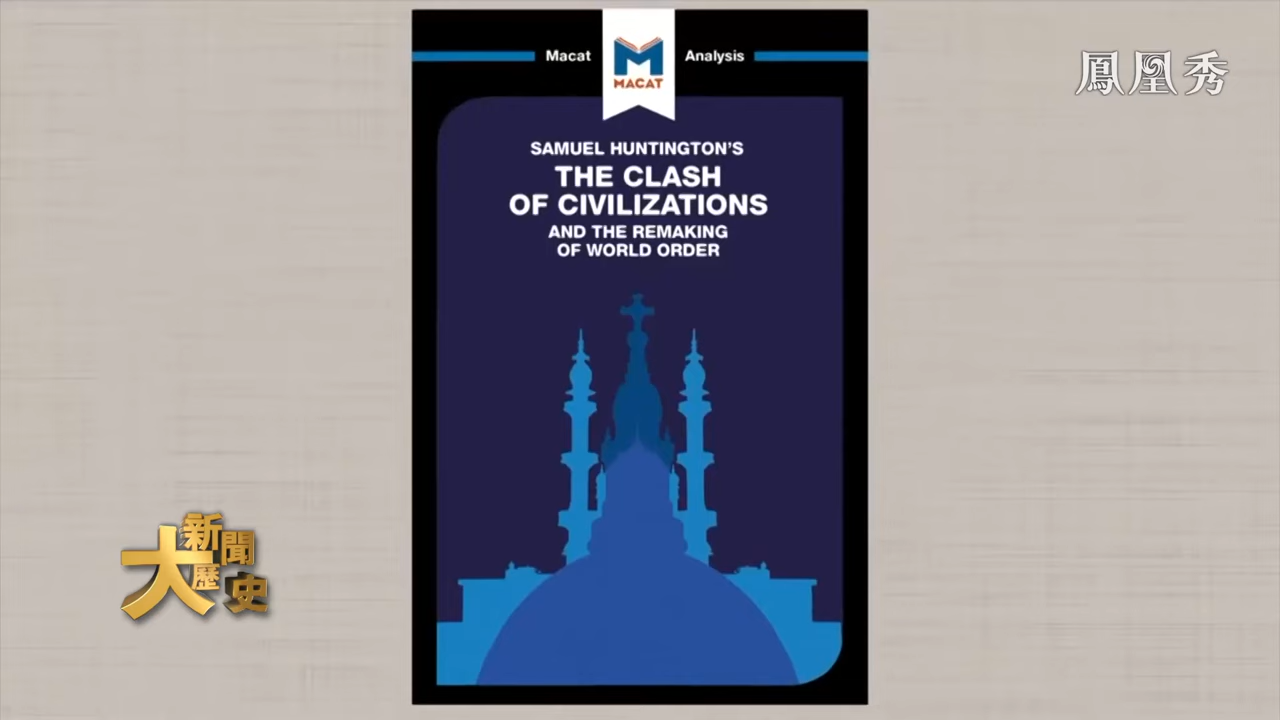 鳳凰秀
Macat
Analysis
MACAT
SAMUEL HUNTINGTON'S
THE CLASH
OF CIVILIZATIONS
AND THE REMAKING
OF WORLD ORDER
新聞
大歷史